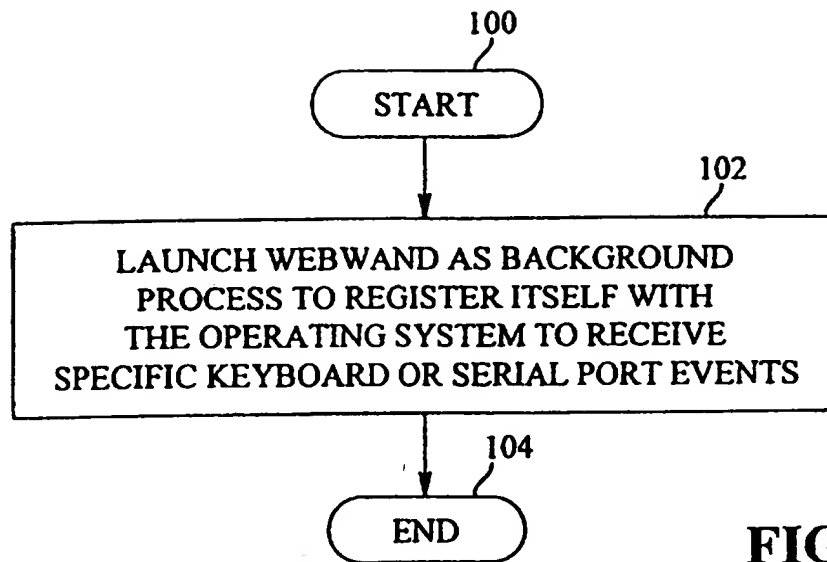 100
START
102
LAUNCH WEBWAND AS BACKGROUND
PROCESS TO REGISTER ITSELF WITH
THE OPERATING SYSTEM TO RECEIVE
SPECIFIC KEYBOARD OR SERIAL PORT EVENTS
104
END
FIG